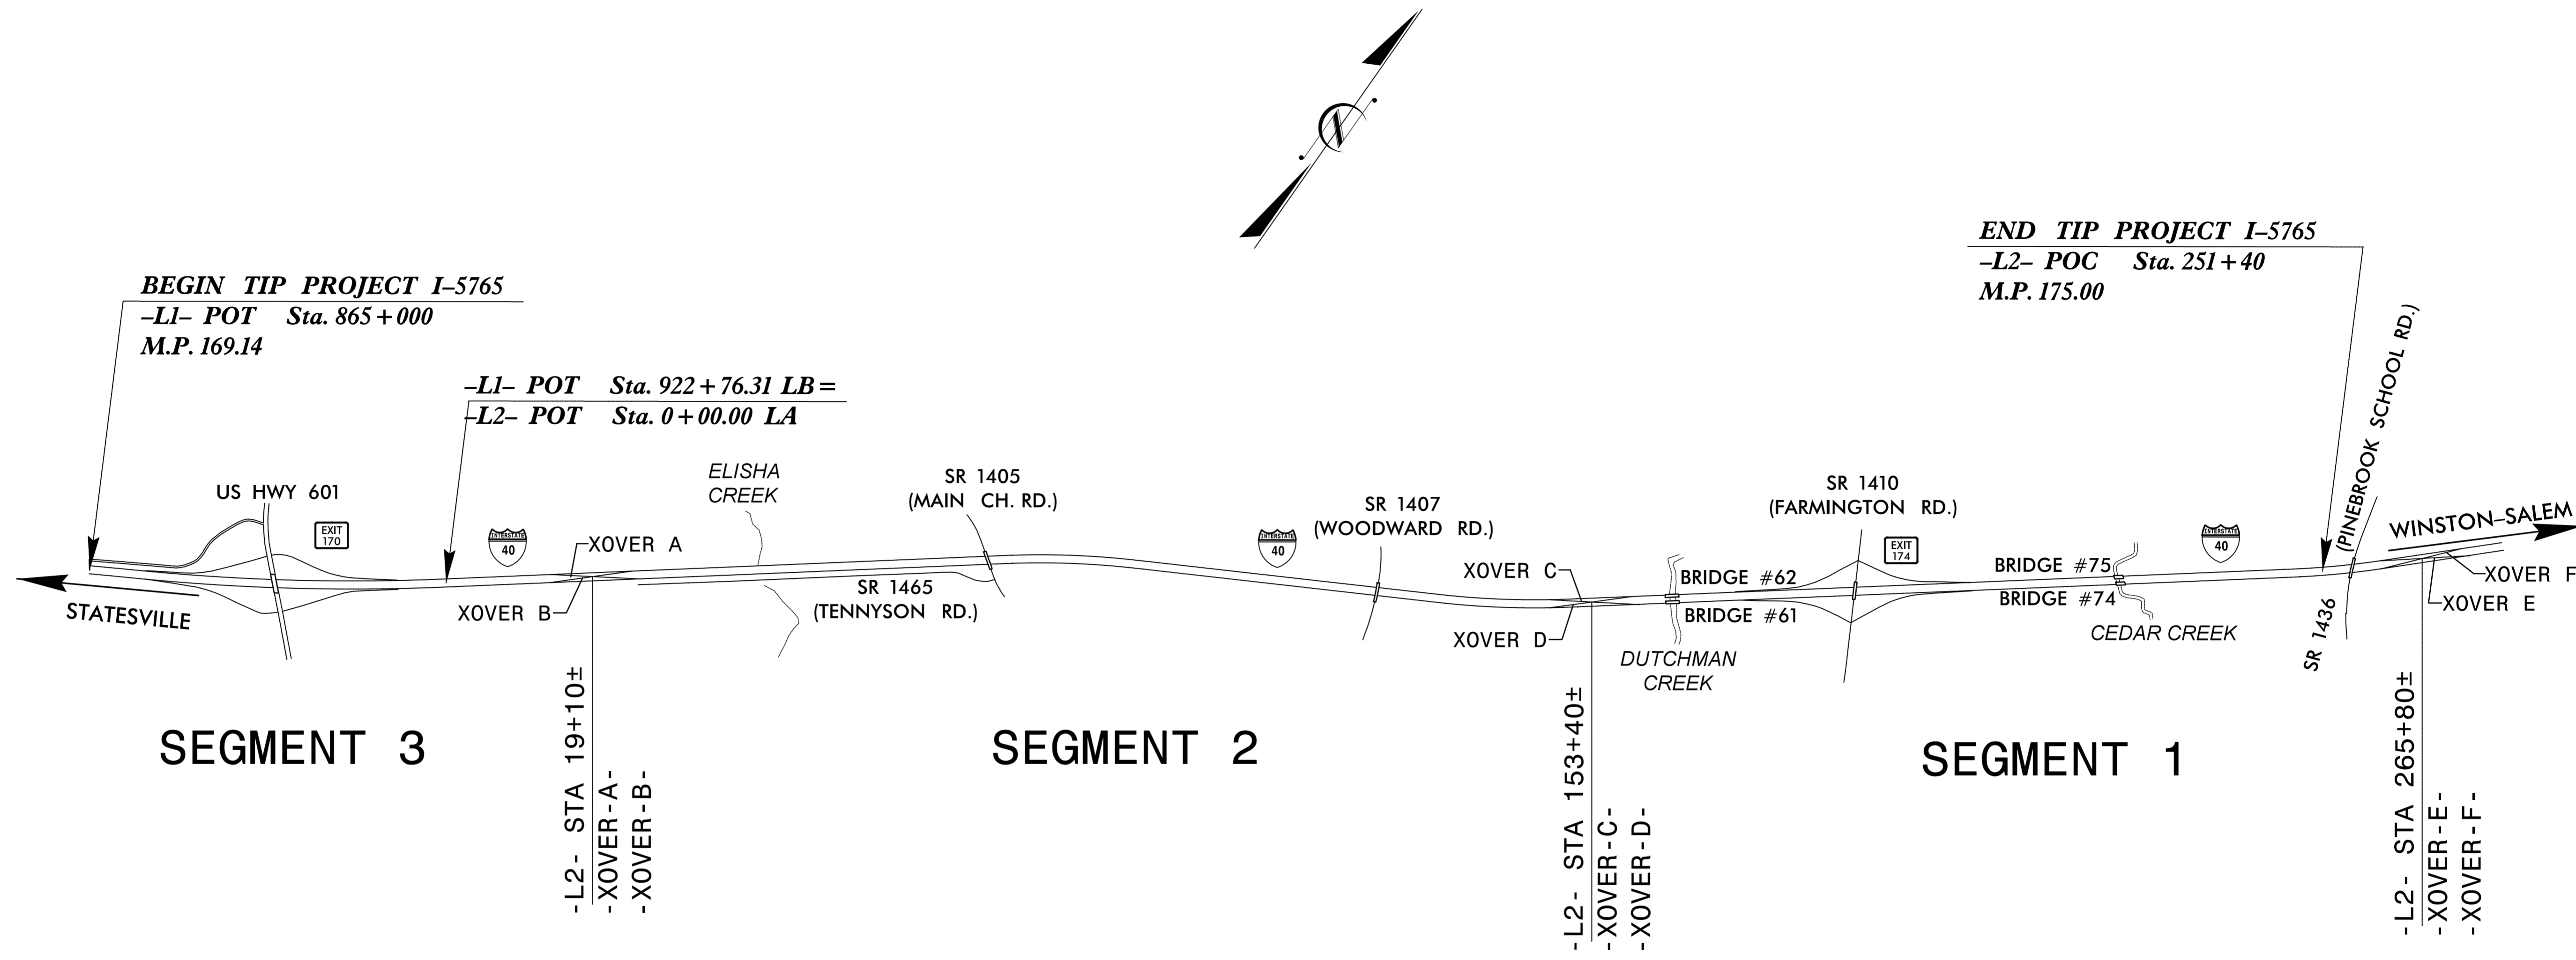 N
BEGIN TIP PROJECT I–5765
–L1– POT Sta. 865+000
M.P. 169.14
–L1– POT Sta. 922+76.31 LB=
–L2– POT Sta. 0+00.00 LA
END TIP PROJECT I–5765
–L2– POC Sta. 251+40
M.P. 175.00
US HWY 601
EXIT
170
INTERSTATE
40
XOVER A
XOVER B
STATESVILLE
ELISHA
CREEK
SR 1405
(MAIN CH. RD.)
SR 1465
(TENNYSON RD.)
INTERSTATE
40
SR 1407
(WOODWARD RD.)
XOVER C
XOVER D
BRIDGE #62
BRIDGE #61
DUTCHMAN
CREEK
SR 1410
(FARMINGTON RD.)
EXIT
174
BRIDGE #75
BRIDGE #74
CEDAR CREEK
INTERSTATE
40
SR 1436
(PINEBROOK SCHOOL RD.)
WINSTON–SALEM
XOVER F
XOVER E
SEGMENT 3
-L2- STA 19+10±
-XOVER-A-
-XOVER-B-
SEGMENT 2
-L2- STA 153+40±
-XOVER-C-
-XOVER-D-
SEGMENT 1
-L2- STA 265+80±
-XOVER-E-
-XOVER-F-